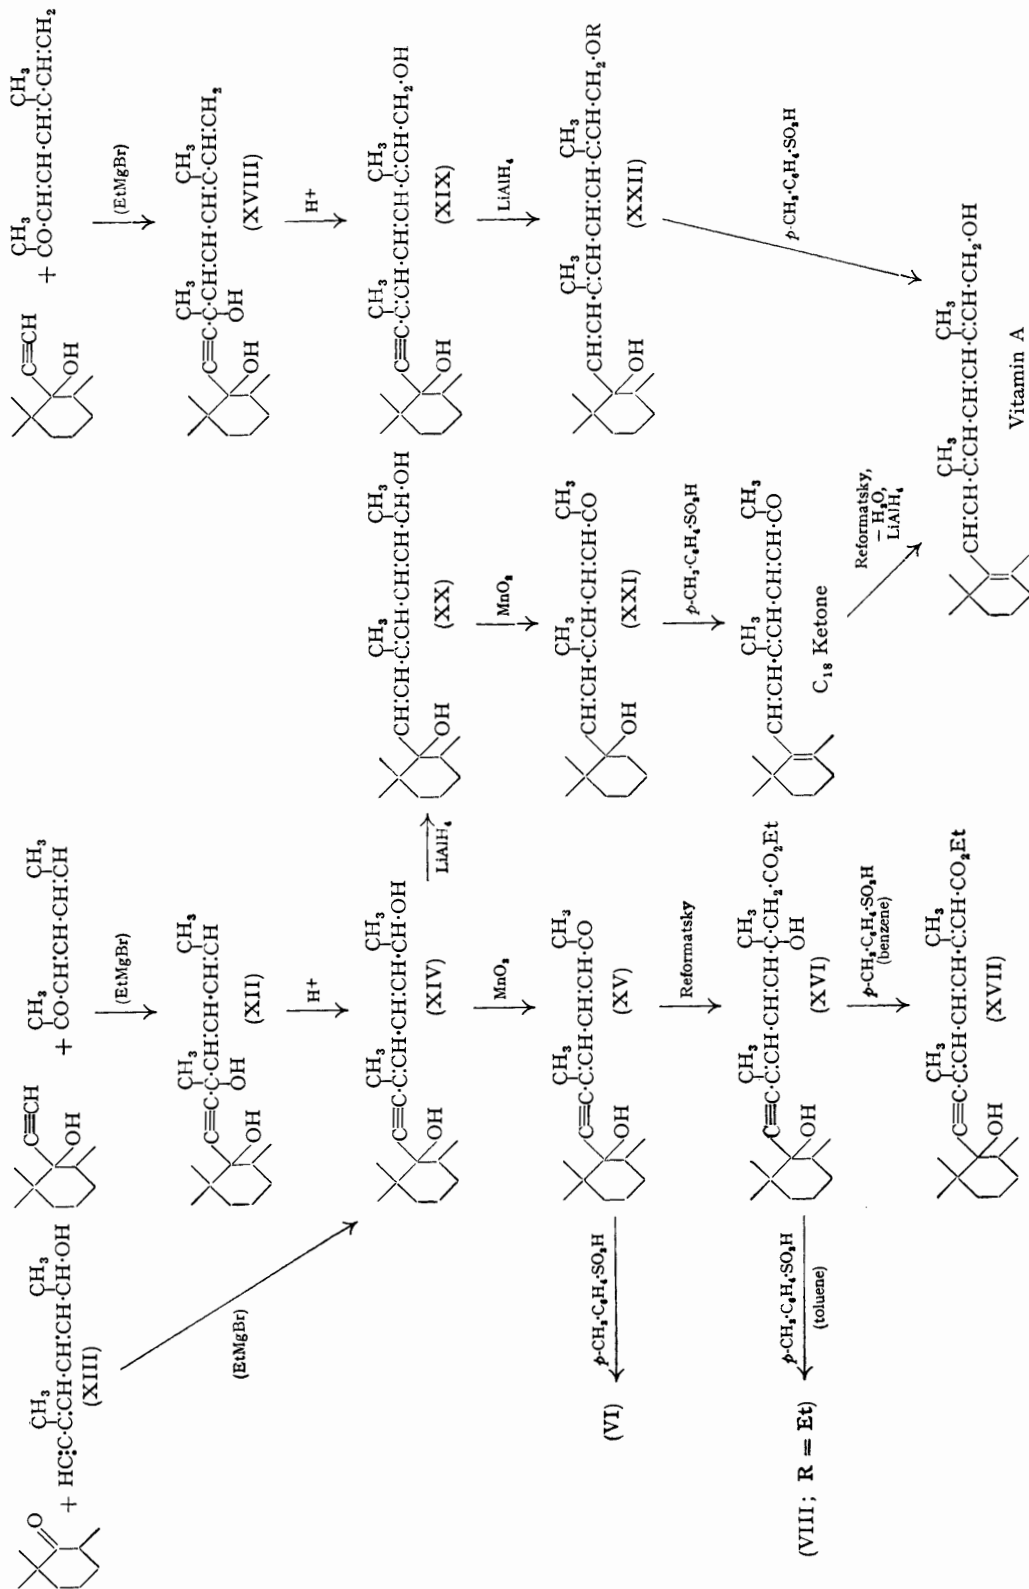 CH₃ CH₃ CH₃ CH₃ CH₃ CH₃
O + HC⫶C·C:CH·CH:CH·CH·OH C≡CH + CO·CH:CH·CH:CH C≡CH + CO·CH:CH·CH:C·CH:CH₂
(XIII) OH OH
(EtMgBr) (EtMgBr) (EtMgBr)
CH₃ CH₃ CH₃ CH₃
C≡C·C·CH:CH·CH:CH C≡C·C·CH:CH·CH:C·CH:CH₂
OH OH (XII) OH OH (XVIII)
H⁺ H⁺
CH₃ CH₃ CH₃ CH₃ CH₃ CH₃
C≡C·C:CH·CH:CH·CH·OH LiAlH₄ CH:CH·C:CH·CH:CH·CH·OH C≡C·C:CH·CH:CH·C:CH·CH₂·OH
OH (XIV) OH (XX) OH (XIX)
MnO₂ MnO₂ LiAlH₄
CH₃ CH₃ CH₃ CH₃ CH₃ CH₃
(VI) p-CH₃·C₆H₄·SO₃H C≡C·C:CH·CH:CH·CO CH:CH·C:CH·CH:CH·CO CH:CH·C:CH·CH:CH·C:CH·CH₂·OR
OH (XV) OH (XXI) OH (XXII)
Reformatsky p-CH₃·C₆H₄·SO₃H p-CH₃·C₆H₄·SO₃H
CH₃ CH₃ CH₃ CH₃
(VIII; R = Et) p-CH₃·C₆H₄·SO₃H (toluene) C≡C·C:CH·CH:CH·C·CH₂·CO₂Et CH:CH·C:CH·CH:CH·CO
OH OH (XVI) C₁₈ Ketone
p-CH₃·C₆H₄·SO₃H (benzene) Reformatsky, − H₂O, LiAlH₄
CH₃ CH₃ CH₃ CH₃
C≡C·C:CH·CH:CH·C:CH·CO₂Et CH:CH·C:CH·CH:CH·C:CH·CH₂·OH
OH (XVII) Vitamin A